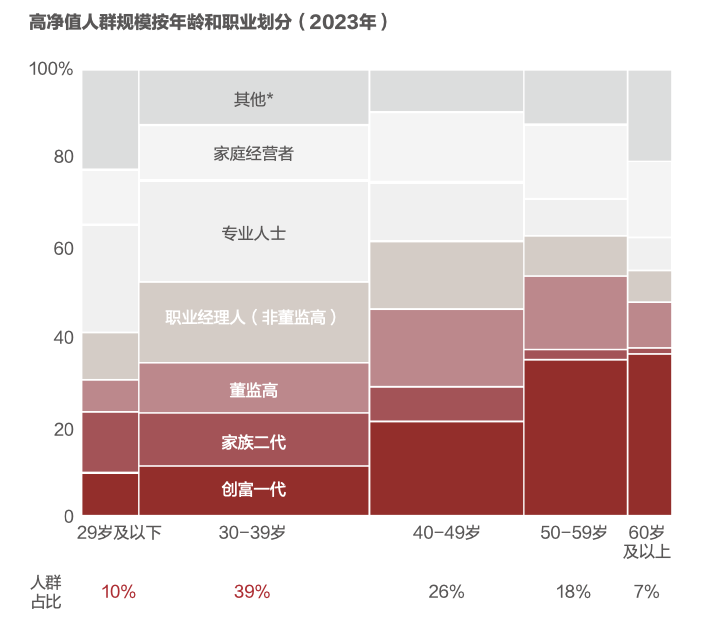 高净值人群规模按年龄和职业划分（2023年）
100%
80
60
40
20
0
其他*
家庭经营者
专业人士
职业经理人（非董监高）
董监高
家族二代
创富一代
29岁及以下 30–39岁 40–49岁 50–59岁 60岁
及以上
人群
占比
10% 39% 26% 18% 7%